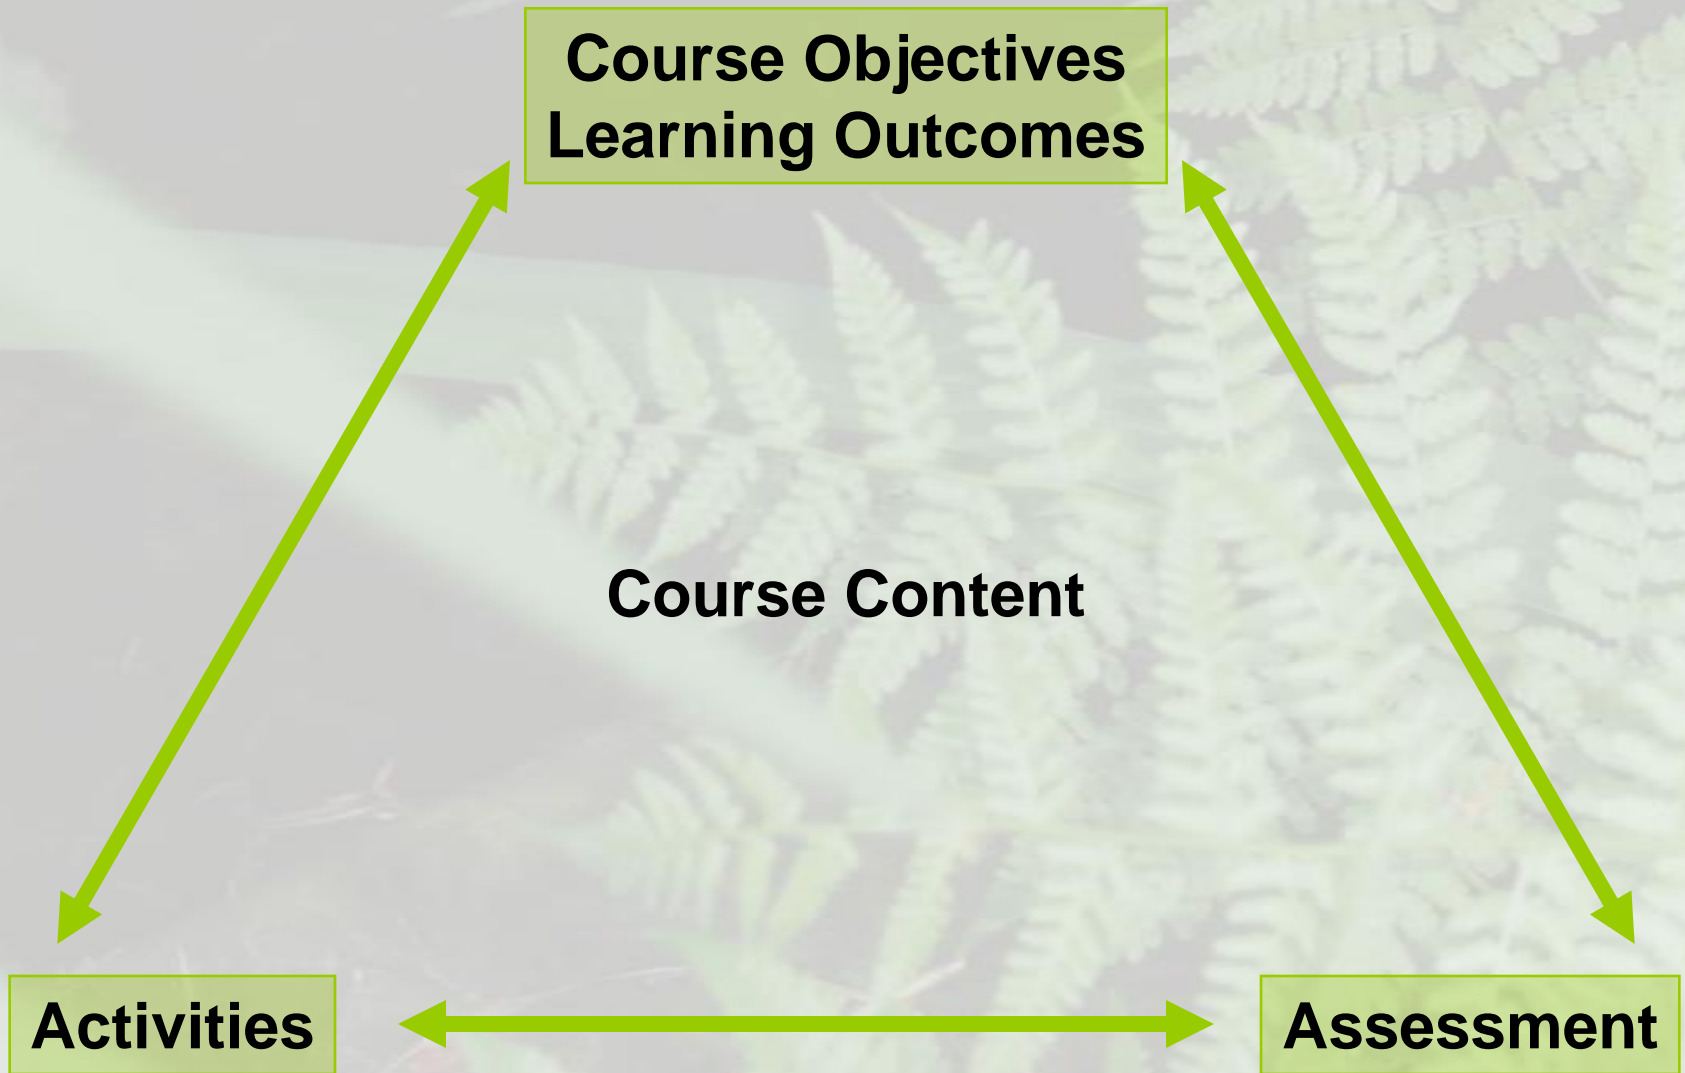 Course Objectives
Learning Outcomes
Course Content
Activities
Assessment